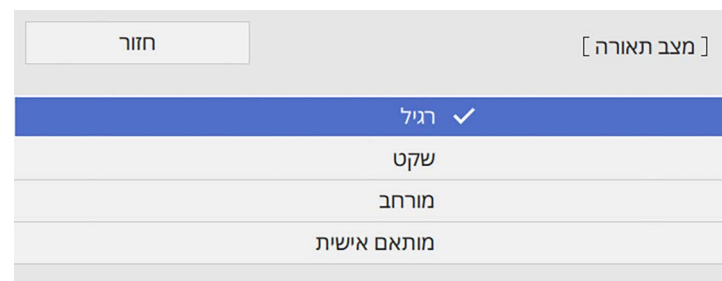 [ מצב תאורה ]
חזור
✓ רגיל
שקט
מורחב
מותאם אישית